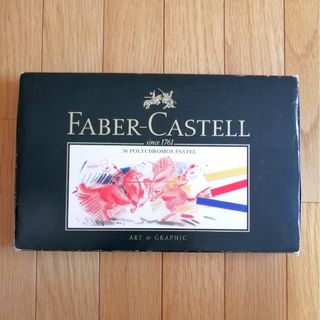 FABER-CASTELL
since 1761
36 POLYCHROMOS PASTEL
ART & GRAPHIC